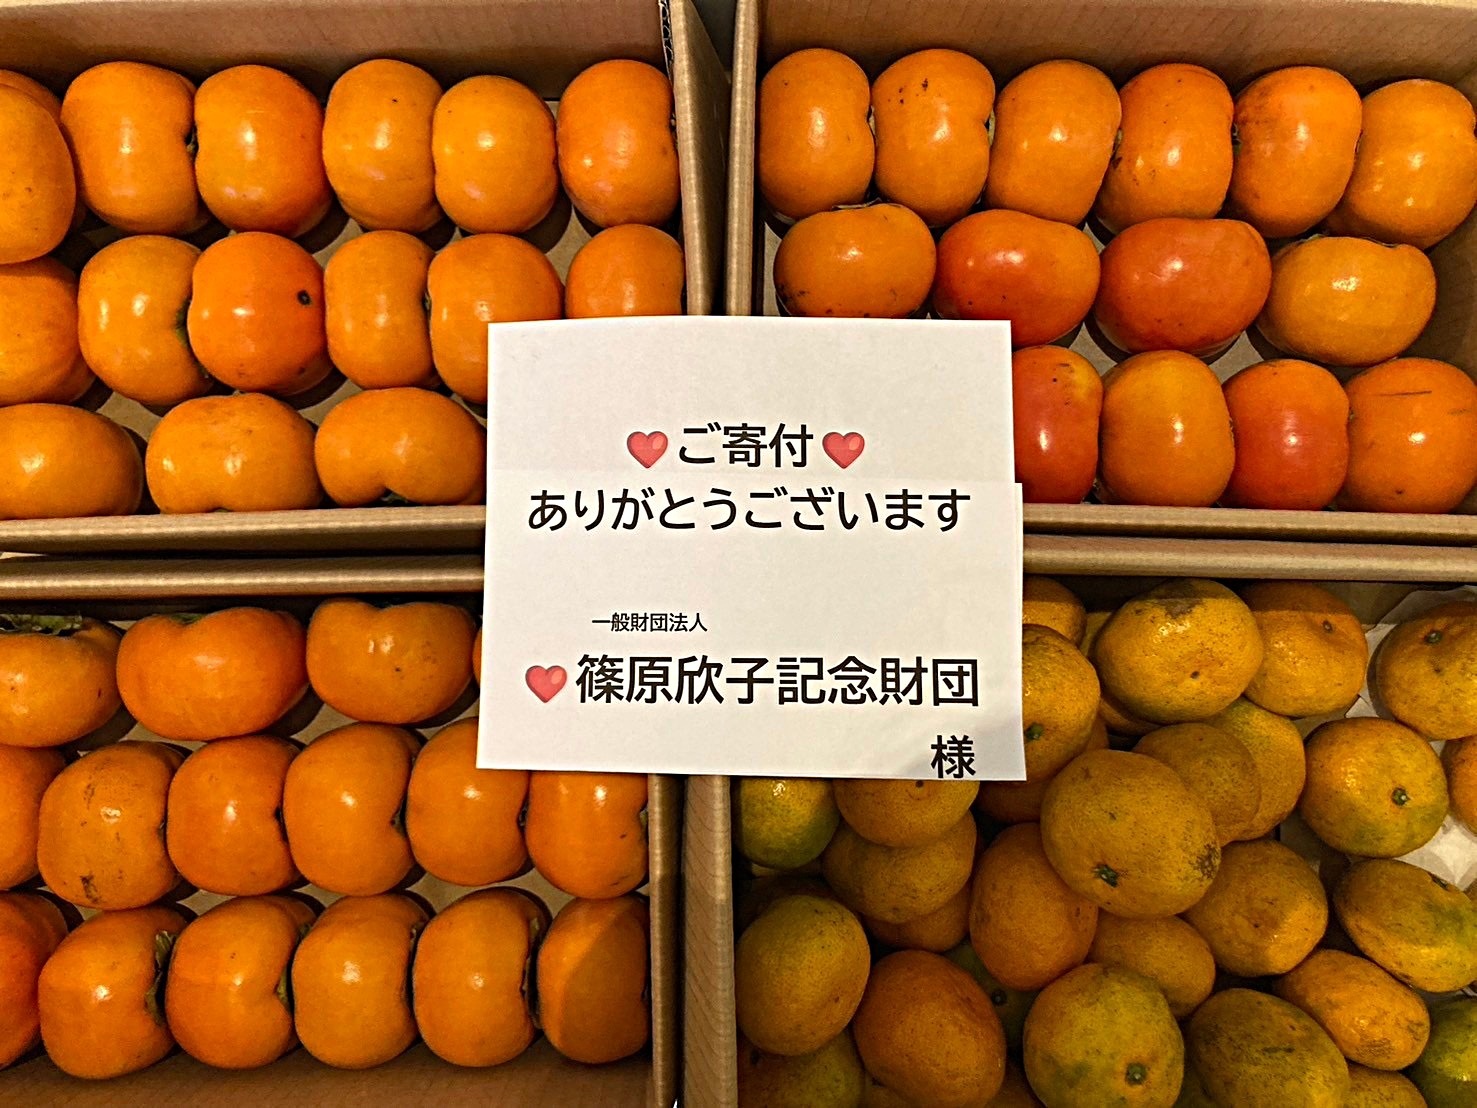 ❤ご寄付❤
ありがとうございます
一般財団法人
❤篠原欣子記念財団
様